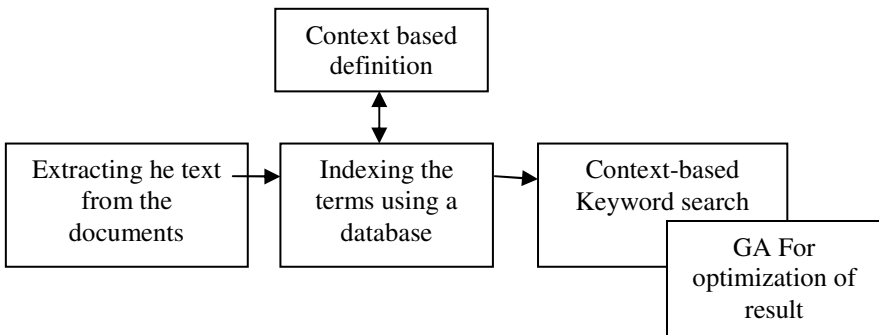 Context based
definition
Extracting he text
from the
documents
Indexing the
terms using a
database
Context-based
Keyword search
GA For
optimization of
result